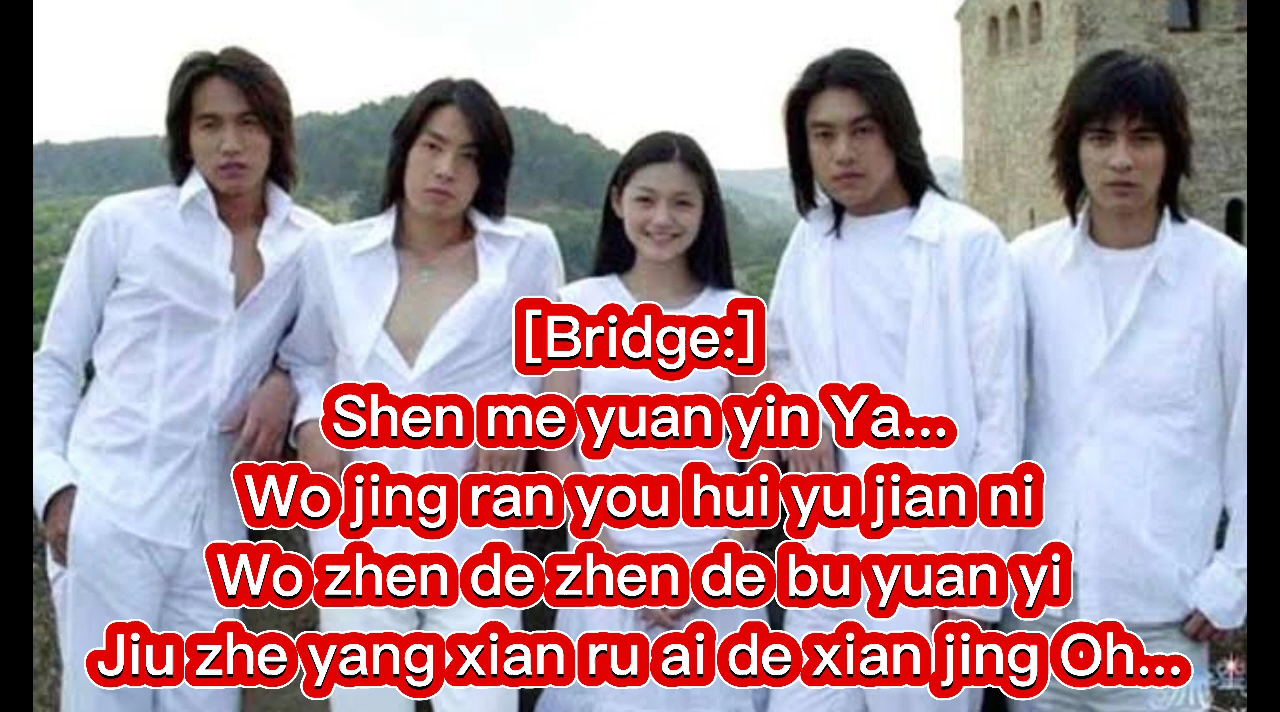 [Bridge:]
Shen me yuan yin Ya...
Wo jing ran you hui yu jian ni
Wo zhen de zhen de bu yuan yi
Jiu zhe yang xian ru ai de xian jing Oh...